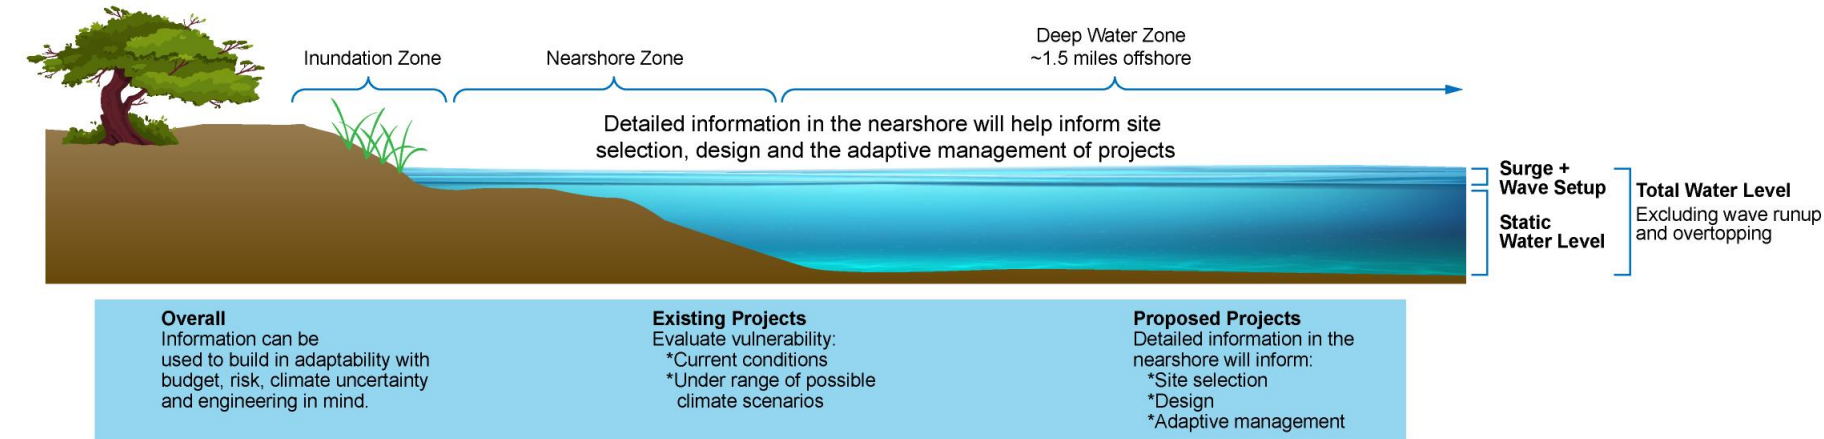 Inundation Zone
Nearshore Zone
Deep Water Zone
~1.5 miles offshore
Detailed information in the nearshore will help inform site
selection, design and the adaptive management of projects
Surge +
Wave Setup
Static
Water Level
Total Water Level
Excluding wave runup
and overtopping
Overall
Information can be
used to build in adaptability with
budget, risk, climate uncertainty
and engineering in mind.
Existing Projects
Evaluate vulnerability:
*Current conditions
*Under range of possible
climate scenarios
Proposed Projects
Detailed information in the
nearshore will inform:
*Site selection
*Design
*Adaptive management